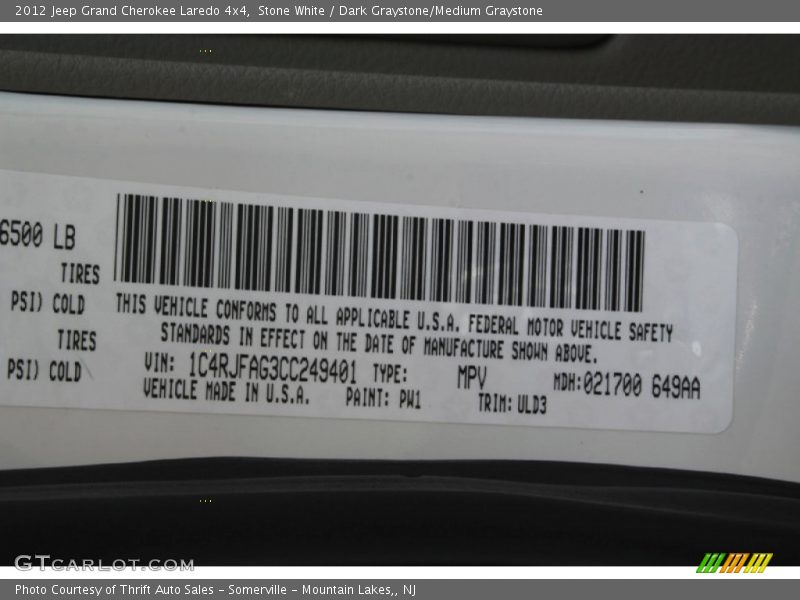 2012 Jeep Grand Cherokee Laredo 4x4, Stone White / Dark Graystone/Medium Graystone
6500 LB
TIRES
PSI) COLD
TIRES
PSI) COLD
THIS VEHICLE CONFORMS TO ALL APPLICABLE U.S.A. FEDERAL MOTOR VEHICLE SAFETY
STANDARDS IN EFFECT ON THE DATE OF MANUFACTURE SHOWN ABOVE.
VIN: 1C4RJFAG3CC249401 TYPE: MPV MDH:021700 649AA
VEHICLE MADE IN U.S.A. PAINT: PW1 TRIM: ULD3
GTCARLOT.COM
Photo Courtesy of Thrift Auto Sales - Somerville - Mountain Lakes,, NJ